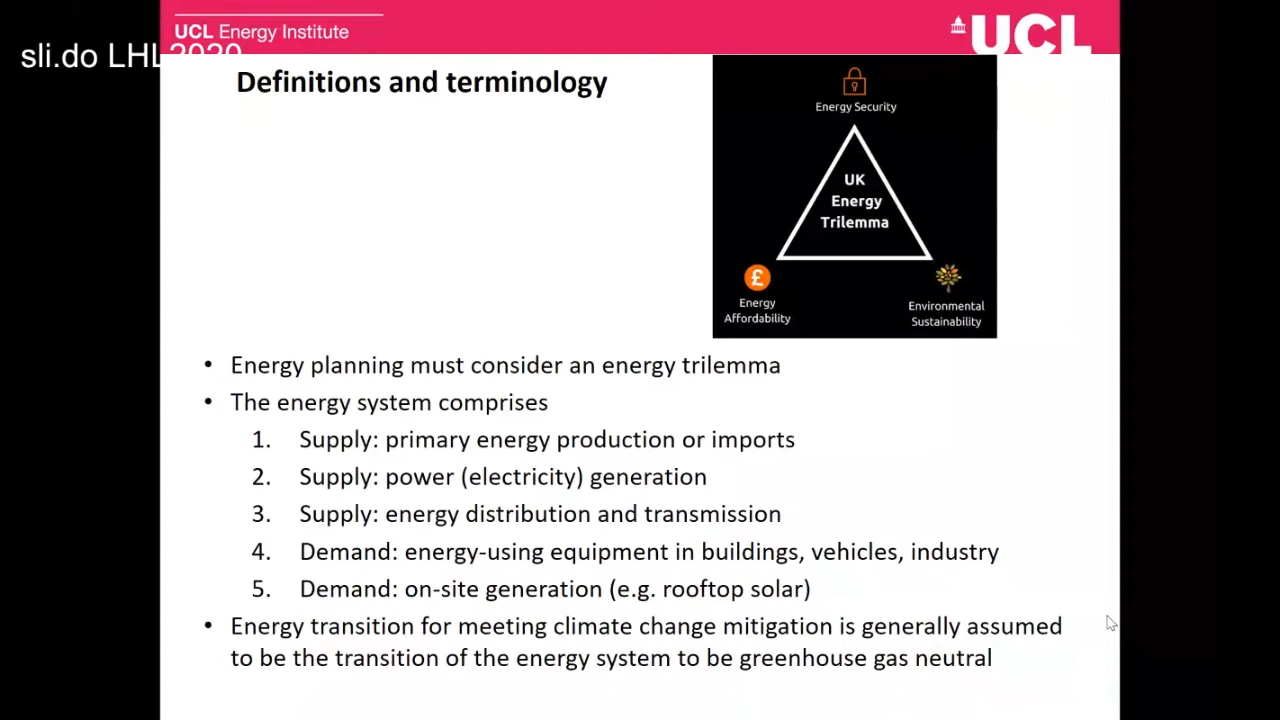 UCL Energy Institute
UCL
sli.do LHL 2020
Definitions and terminology
Energy Security
UK
Energy
Trilemma
£
Energy
Affordability
Environmental
Sustainability
• Energy planning must consider an energy trilemma
• The energy system comprises
1. Supply: primary energy production or imports
2. Supply: power (electricity) generation
3. Supply: energy distribution and transmission
4. Demand: energy-using equipment in buildings, vehicles, industry
5. Demand: on-site generation (e.g. rooftop solar)
• Energy transition for meeting climate change mitigation is generally assumed
to be the transition of the energy system to be greenhouse gas neutral